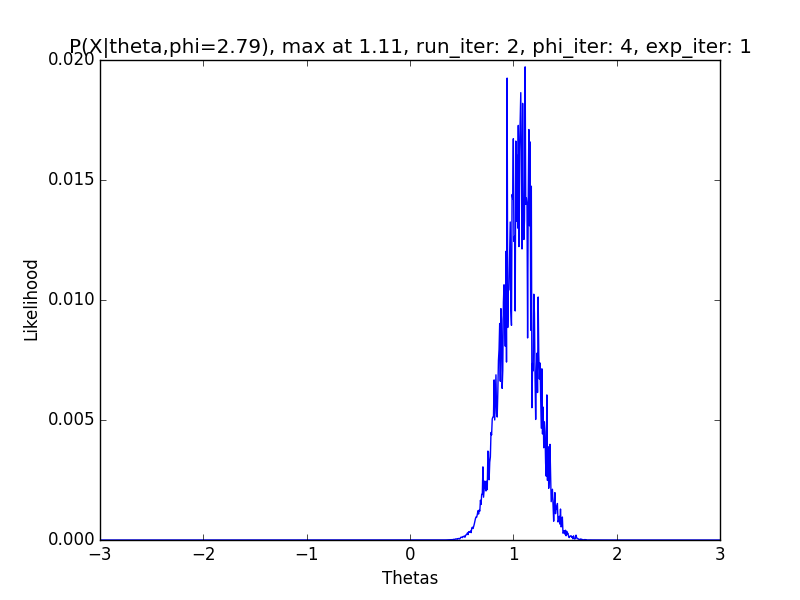 P(X|theta,phi=2.79), max at 1.11, run_iter: 2, phi_iter: 4, exp_iter: 1
0.020
0.015
0.010
0.005
0.000
Likelihood
−3 −2 −1 0 1 2 3
Thetas